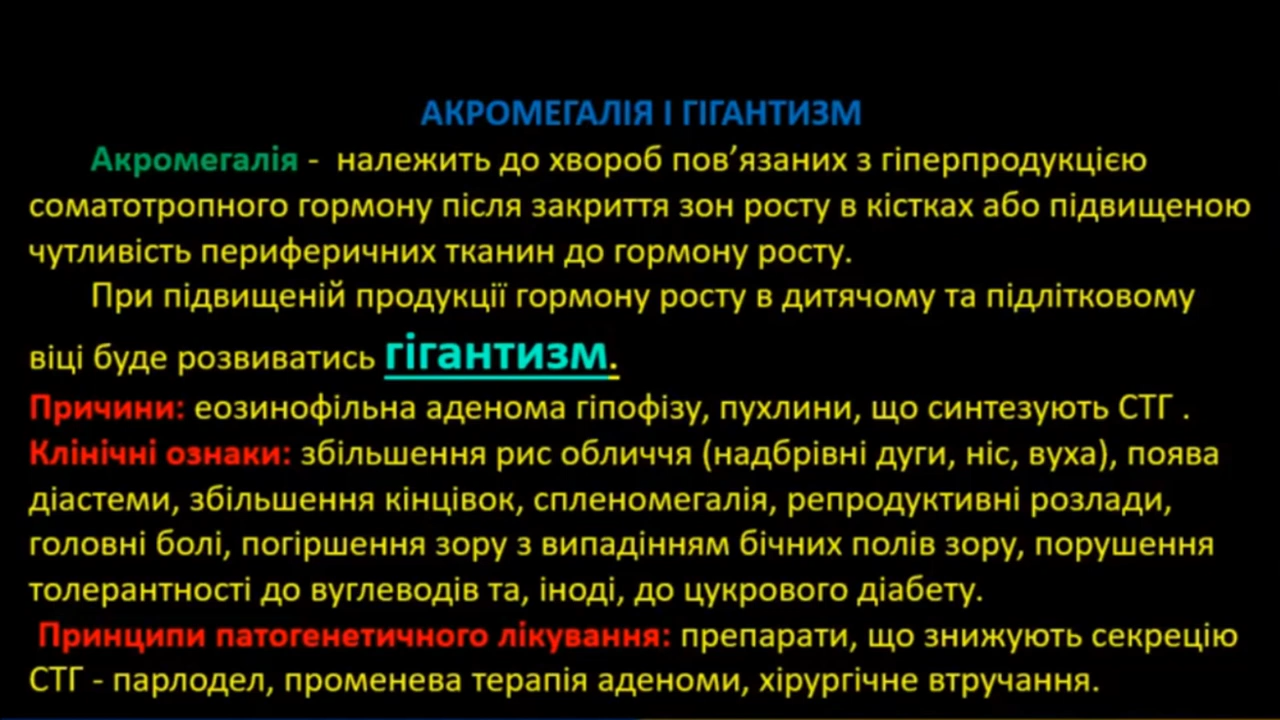 АКРОМЕГАЛІЯ І ГІГАНТИЗМ
Акромегалія - належить до хвороб пов’язаних з гіперпродукцією
соматотропного гормону після закриття зон росту в кістках або підвищеною
чутливість периферичних тканин до гормону росту.
При підвищеній продукції гормону росту в дитячому та підлітковому
віці буде розвиватись гігантизм.
Причини: еозинофільна аденома гіпофізу, пухлини, що синтезують СТГ .
Клінічні ознаки: збільшення рис обличчя (надбрівні дуги, ніс, вуха), поява
діастеми, збільшення кінцівок, спленомегалія, репродуктивні розлади,
головні болі, погіршення зору з випадінням бічних полів зору, порушення
толерантності до вуглеводів та, іноді, до цукрового діабету.
Принципи патогенетичного лікування: препарати, що знижують секрецію
СТГ - парлодел, променева терапія аденоми, хірургічне втручання.